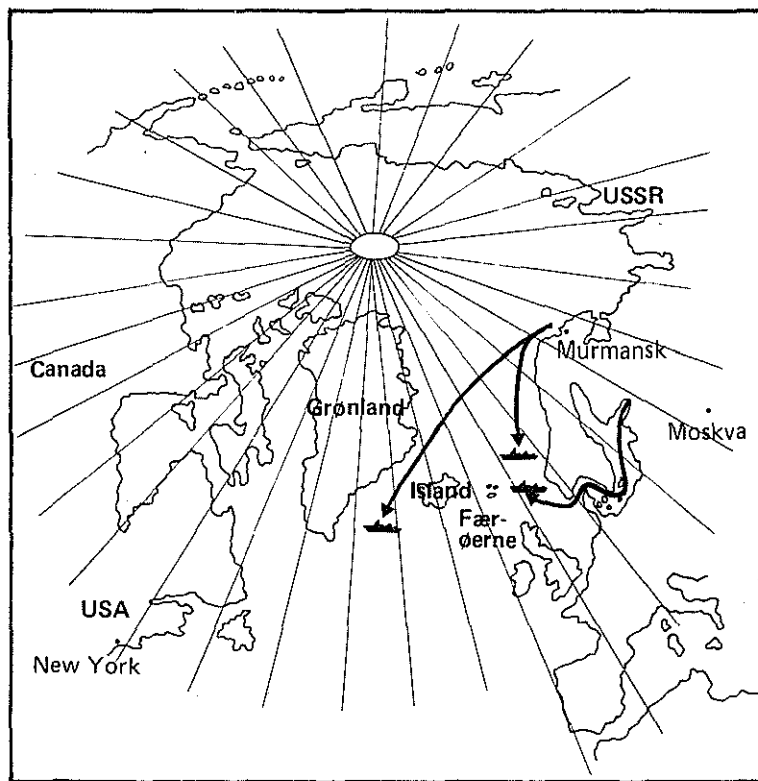 USSR
Murmansk
Canada
Grønland
Moskva
Island
Fær-
øerne
USA
New York